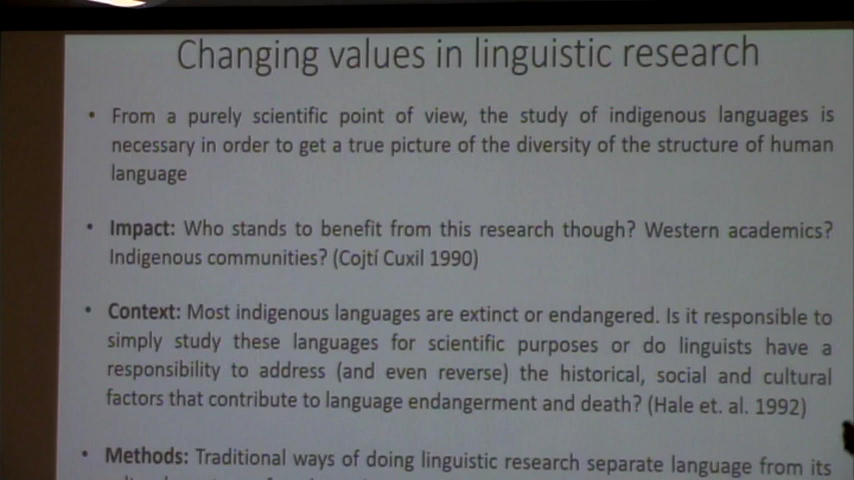 Changing values in linguistic research
• From a purely scientific point of view, the study of indigenous languages is
necessary in order to get a true picture of the diversity of the structure of human
language
• Impact: Who stands to benefit from this research though? Western academics?
Indigenous communities? (Cojtí Cuxil 1990)
• Context: Most indigenous languages are extinct or endangered. Is it responsible to
simply study these languages for scientific purposes or do linguists have a
responsibility to address (and even reverse) the historical, social and cultural
factors that contribute to language endangerment and death? (Hale et. al. 1992)
• Methods: Traditional ways of doing linguistic research separate language from its